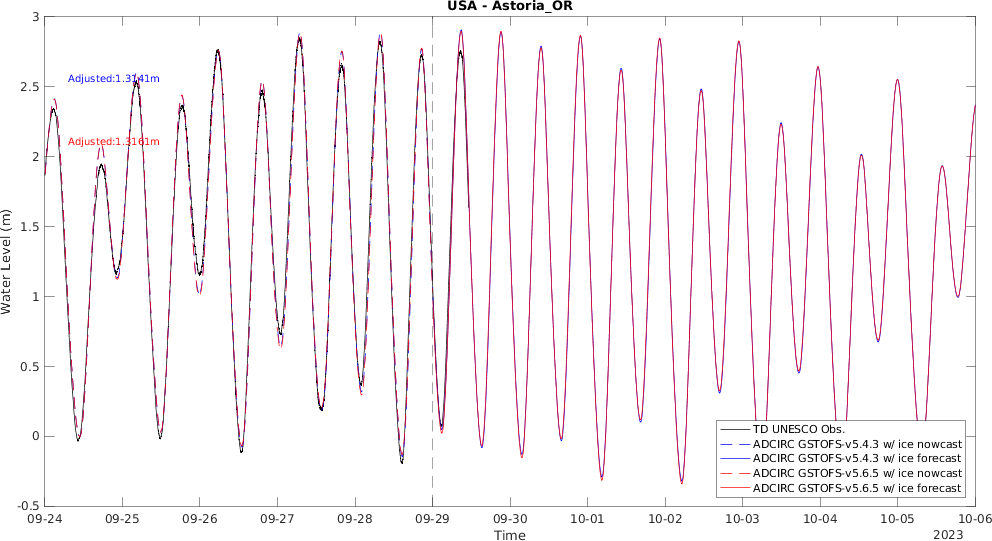 USA - Astoria_OR
3
2.5
2
1.5
1
0.5
0
-0.5
Water Level (m)
Adjusted:1.3141m
Adjusted:1.3161m
TD UNESCO Obs.
ADCIRC GSTOFS-v5.4.3 w/ ice nowcast
ADCIRC GSTOFS-v5.4.3 w/ ice forecast
ADCIRC GSTOFS-v5.6.5 w/ ice nowcast
ADCIRC GSTOFS-v5.6.5 w/ ice forecast
09-24 09-25 09-26 09-27 09-28 09-29 09-30 10-01 10-02 10-03 10-04 10-05 10-06
Time
2023